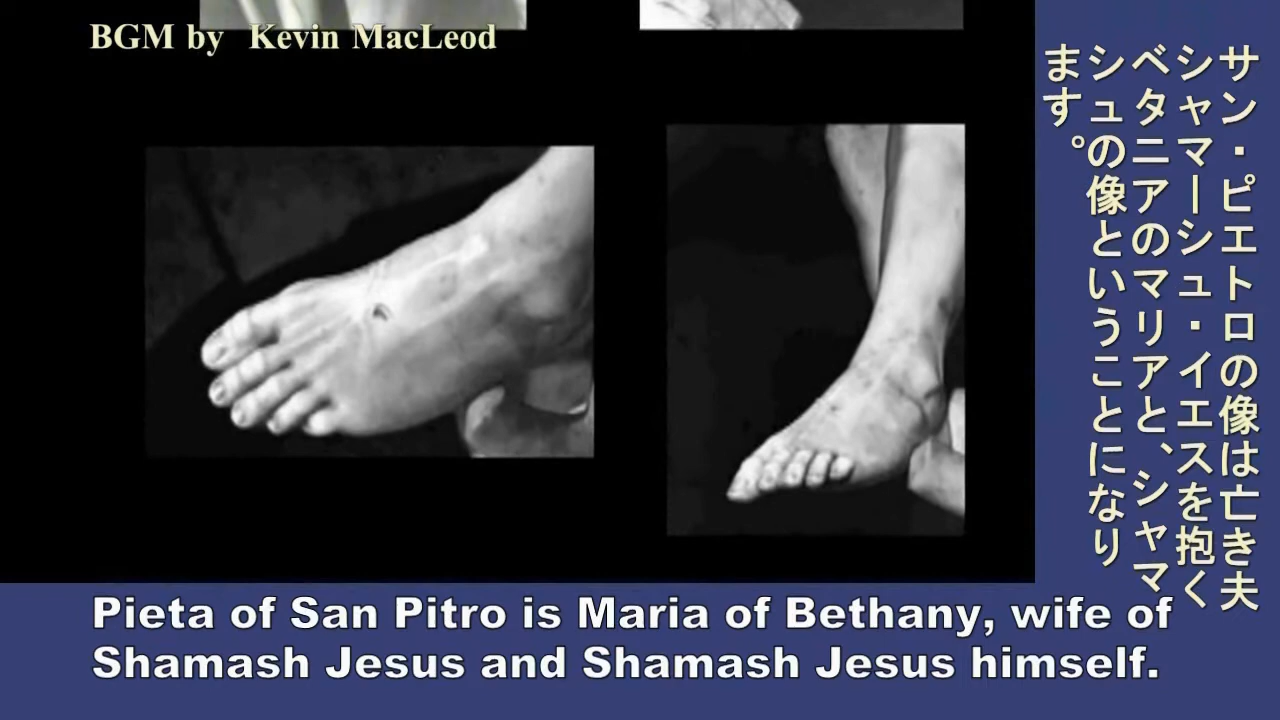 BGM by Kevin MacLeod
サン・ピエトロの像は亡き夫
シャマーシュ・イエスを抱く
ベタニアのマリアと、シャマ
シュの像ということになり
ます。
Pieta of San Pitro is Maria of Bethany, wife of
Shamash Jesus and Shamash Jesus himself.